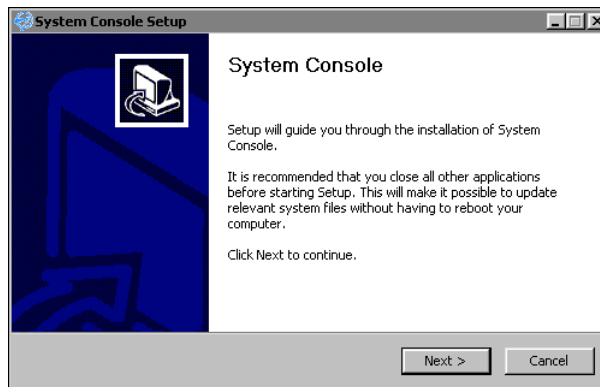 System Console Setup
System Console
Setup will guide you through the installation of System
Console.
It is recommended that you close all other applications
before starting Setup. This will make it possible to update
relevant system files without having to reboot your
computer.
Click Next to continue.
Next >
Cancel